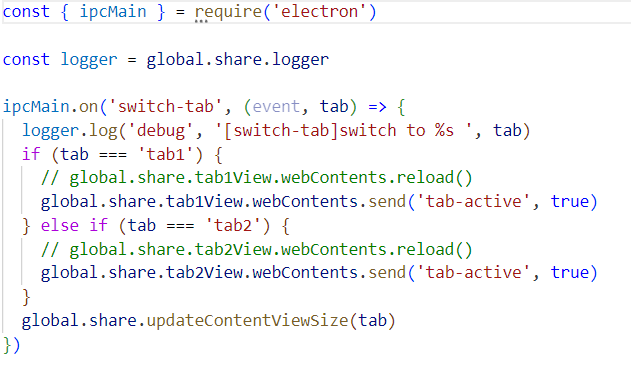 const { ipcMain } = require('electron')
const logger = global.share.logger
ipcMain.on('switch-tab', (event, tab) => {
  logger.log('debug', '[switch-tab]switch to %s ', tab)
  if (tab === 'tab1') {
    // global.share.tab1View.webContents.reload()
    global.share.tab1View.webContents.send('tab-active', true)
  } else if (tab === 'tab2') {
    // global.share.tab2View.webContents.reload()
    global.share.tab2View.webContents.send('tab-active', true)
  }
  global.share.updateContentViewSize(tab)
})